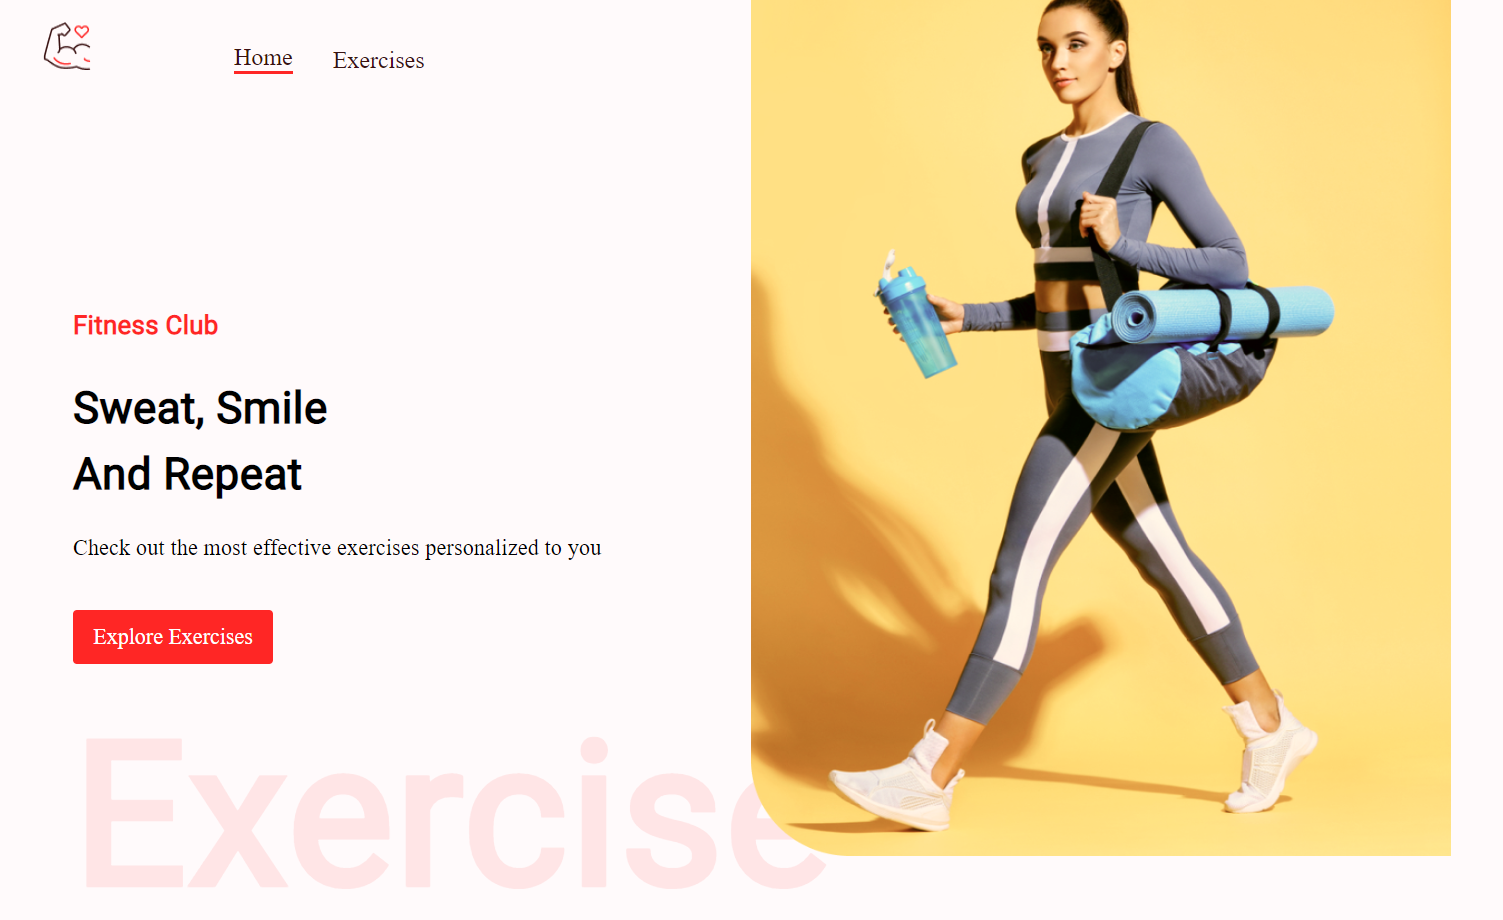 Home
Exercises
Fitness Club
Sweat, Smile
And Repeat
Check out the most effective exercises personalized to you
Explore Exercises
Exercise